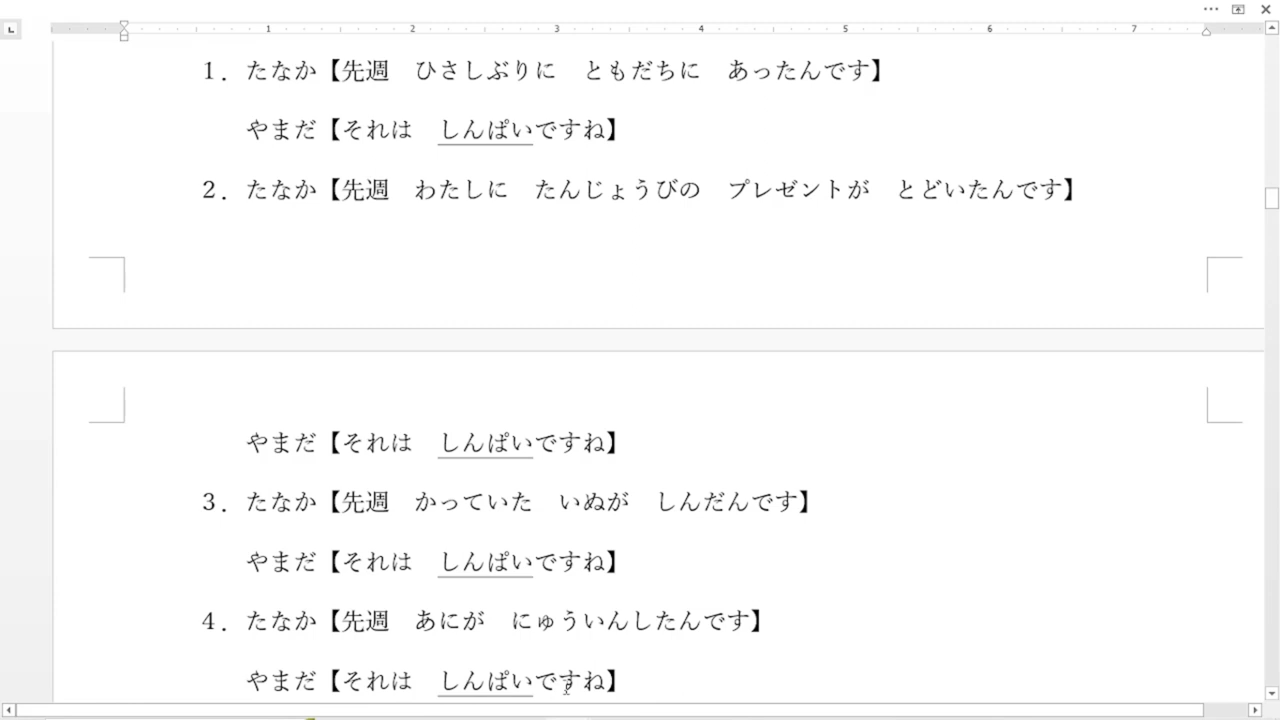 1 2 3 4 5 6 7
１．たなか【先週　ひさしぶりに　ともだちに　あったんです】
やまだ【それは　しんぱいですね】
２．たなか【先週　わたしに　たんじょうびの　プレゼントが　とどいたんです】
やまだ【それは　しんぱいですね】
３．たなか【先週　かっていた　いぬが　しんだんです】
やまだ【それは　しんぱいですね】
４．たなか【先週　あにが　にゅういんしたんです】
やまだ【それは　しんぱいですね】